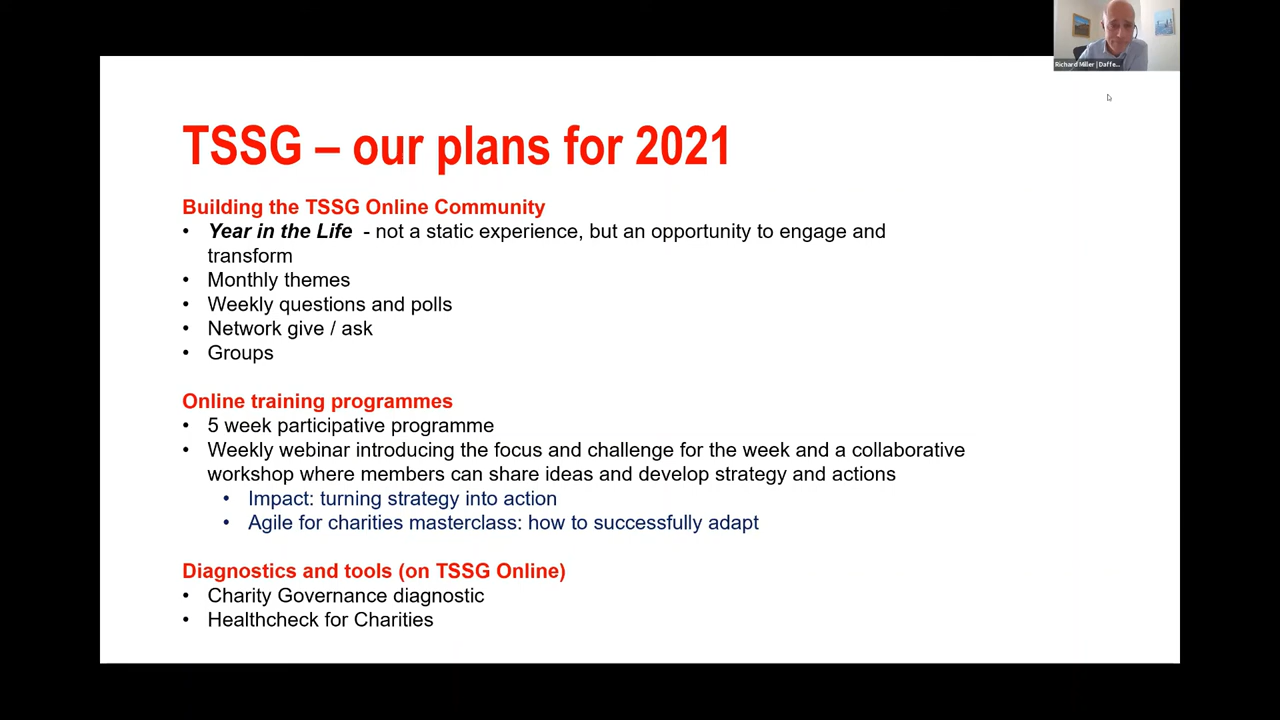 Richard Miller | Daffe...
TSSG – our plans for 2021
Building the TSSG Online Community
• Year in the Life - not a static experience, but an opportunity to engage and
transform
• Monthly themes
• Weekly questions and polls
• Network give / ask
• Groups
Online training programmes
• 5 week participative programme
• Weekly webinar introducing the focus and challenge for the week and a collaborative
workshop where members can share ideas and develop strategy and actions
• Impact: turning strategy into action
• Agile for charities masterclass: how to successfully adapt
Diagnostics and tools (on TSSG Online)
• Charity Governance diagnostic
• Healthcheck for Charities